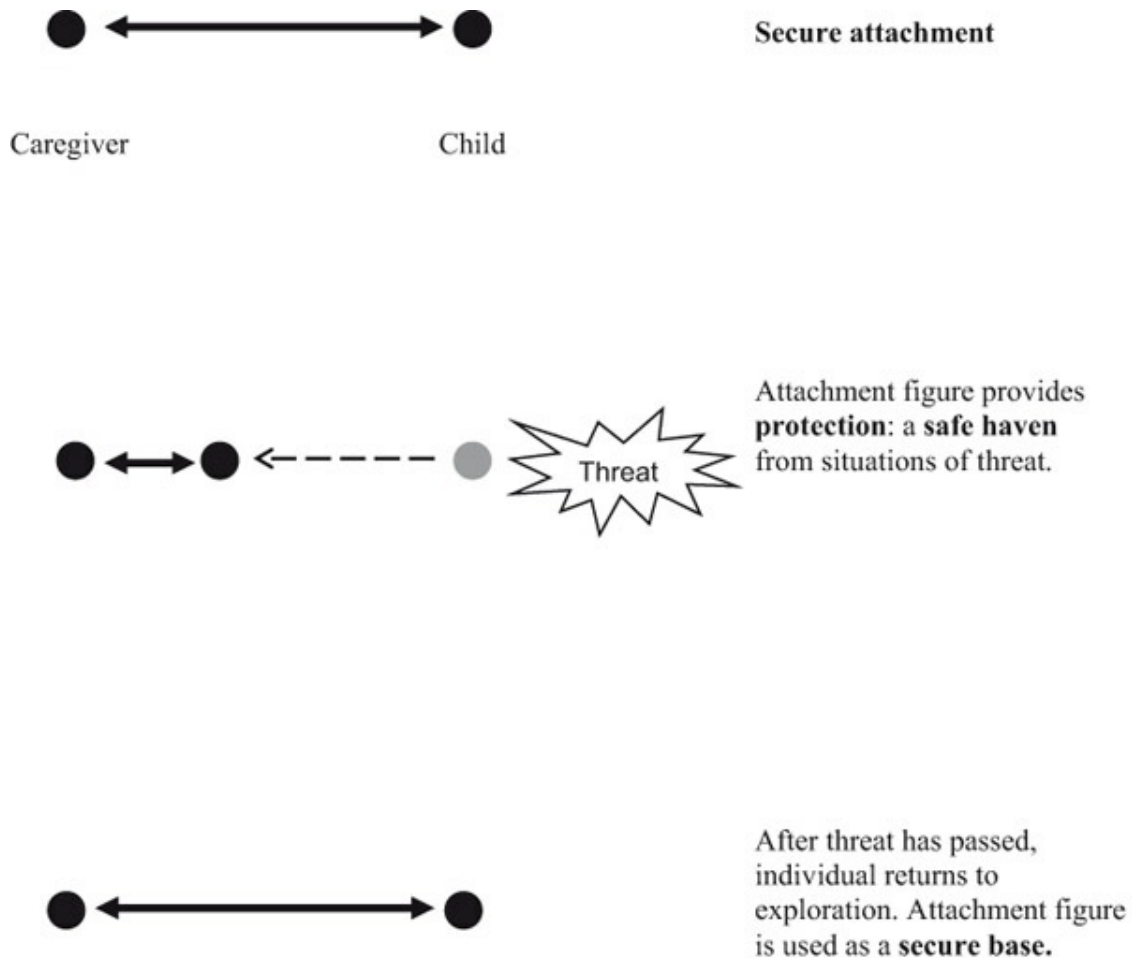 Secure attachment
Caregiver
Child
Attachment figure provides
protection: a safe haven
from situations of threat.
Threat
After threat has passed,
individual returns to
exploration. Attachment figure
is used as a secure base.